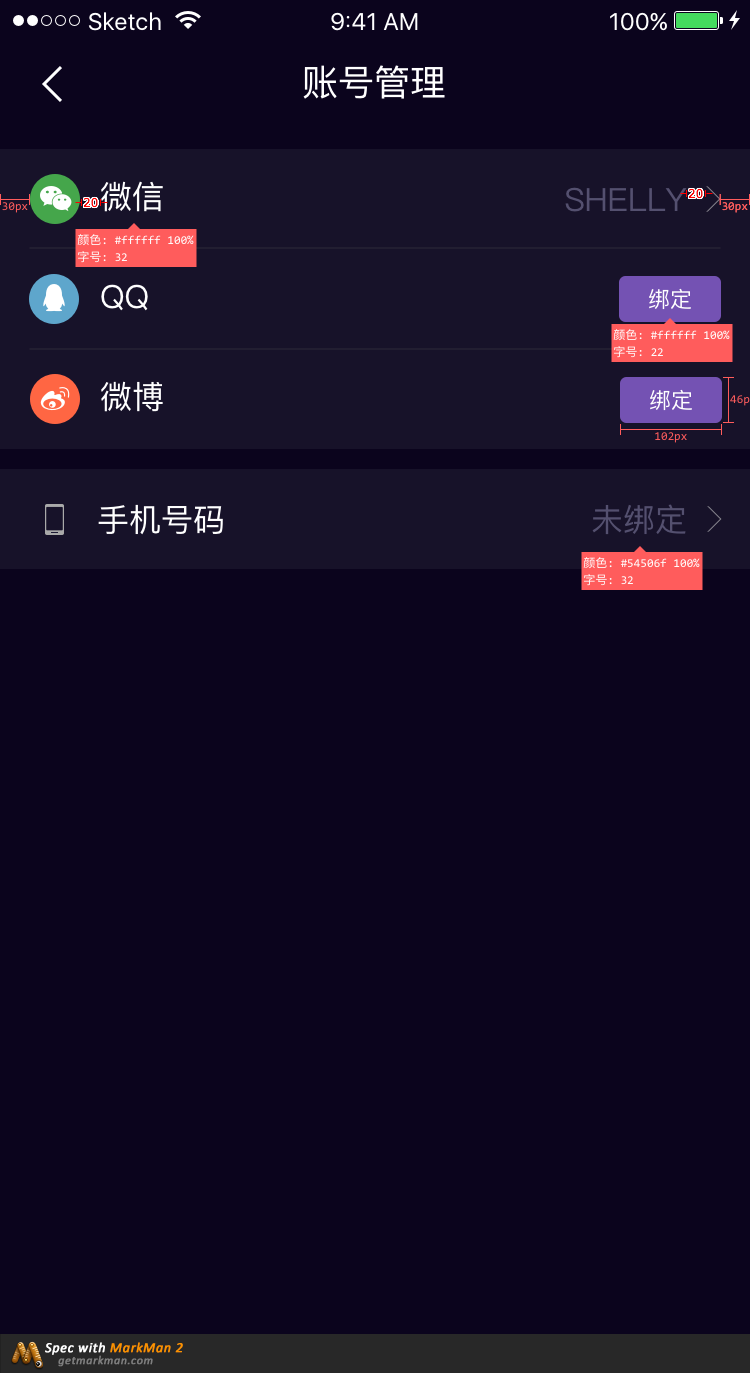 Sketch 9:41 AM 100%
账号管理
微信 SHELLY
30px 20 20 30px
颜色: #ffffff 100%
字号: 32
QQ 绑定
颜色: #ffffff 100%
字号: 22
微博 绑定
46p
102px
手机号码 未绑定
颜色: #54506f 100%
字号: 32
Spec with MarkMan 2
getmarkman.com